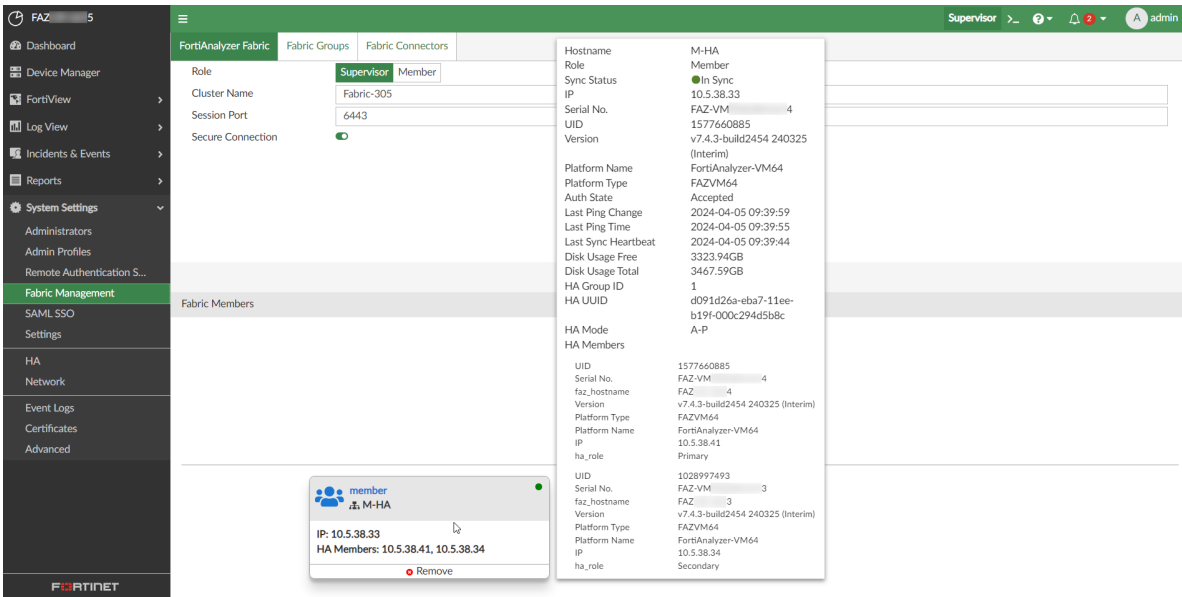 FAZ 5
Supervisor
2
A admin
Dashboard
Device Manager
FortiView
Log View
Incidents & Events
Reports
System Settings
Administrators
Admin Profiles
Remote Authentication S...
Fabric Management
SAML SSO
Settings
HA
Network
Event Logs
Certificates
Advanced
FORTINET
FortiAnalyzer Fabric Fabric Groups Fabric Connectors
Role Supervisor Member
Cluster Name Fabric-305
Session Port 6443
Secure Connection
Fabric Members
member
M-HA
IP: 10.5.38.33
HA Members: 10.5.38.41, 10.5.38.34
Remove
Hostname M-HA
Role Member
Sync Status In Sync
IP 10.5.38.33
Serial No. FAZ-VM 4
UID 1577660885
Version v7.4.3-build2454 240325
(Interim)
Platform Name FortiAnalyzer-VM64
Platform Type FAZVM64
Auth State Accepted
Last Ping Change 2024-04-05 09:39:59
Last Ping Time 2024-04-05 09:39:55
Last Sync Heartbeat 2024-04-05 09:39:44
Disk Usage Free 3323.94GB
Disk Usage Total 3467.59GB
HA Group ID 1
HA UUID d091d26a-eba7-11ee-
b19f-000c294d5b8c
HA Mode A-P
HA Members
UID 1577660885
Serial No. FAZ-VM 4
faz_hostname FAZ 4
Version v7.4.3-build2454 240325 (Interim)
Platform Type FAZVM64
Platform Name FortiAnalyzer-VM64
IP 10.5.38.41
ha_role Primary
UID 1028997493
Serial No. FAZ-VM 3
faz_hostname FAZ 3
Version v7.4.3-build2454 240325 (Interim)
Platform Type FAZVM64
Platform Name FortiAnalyzer-VM64
IP 10.5.38.34
ha_role Secondary